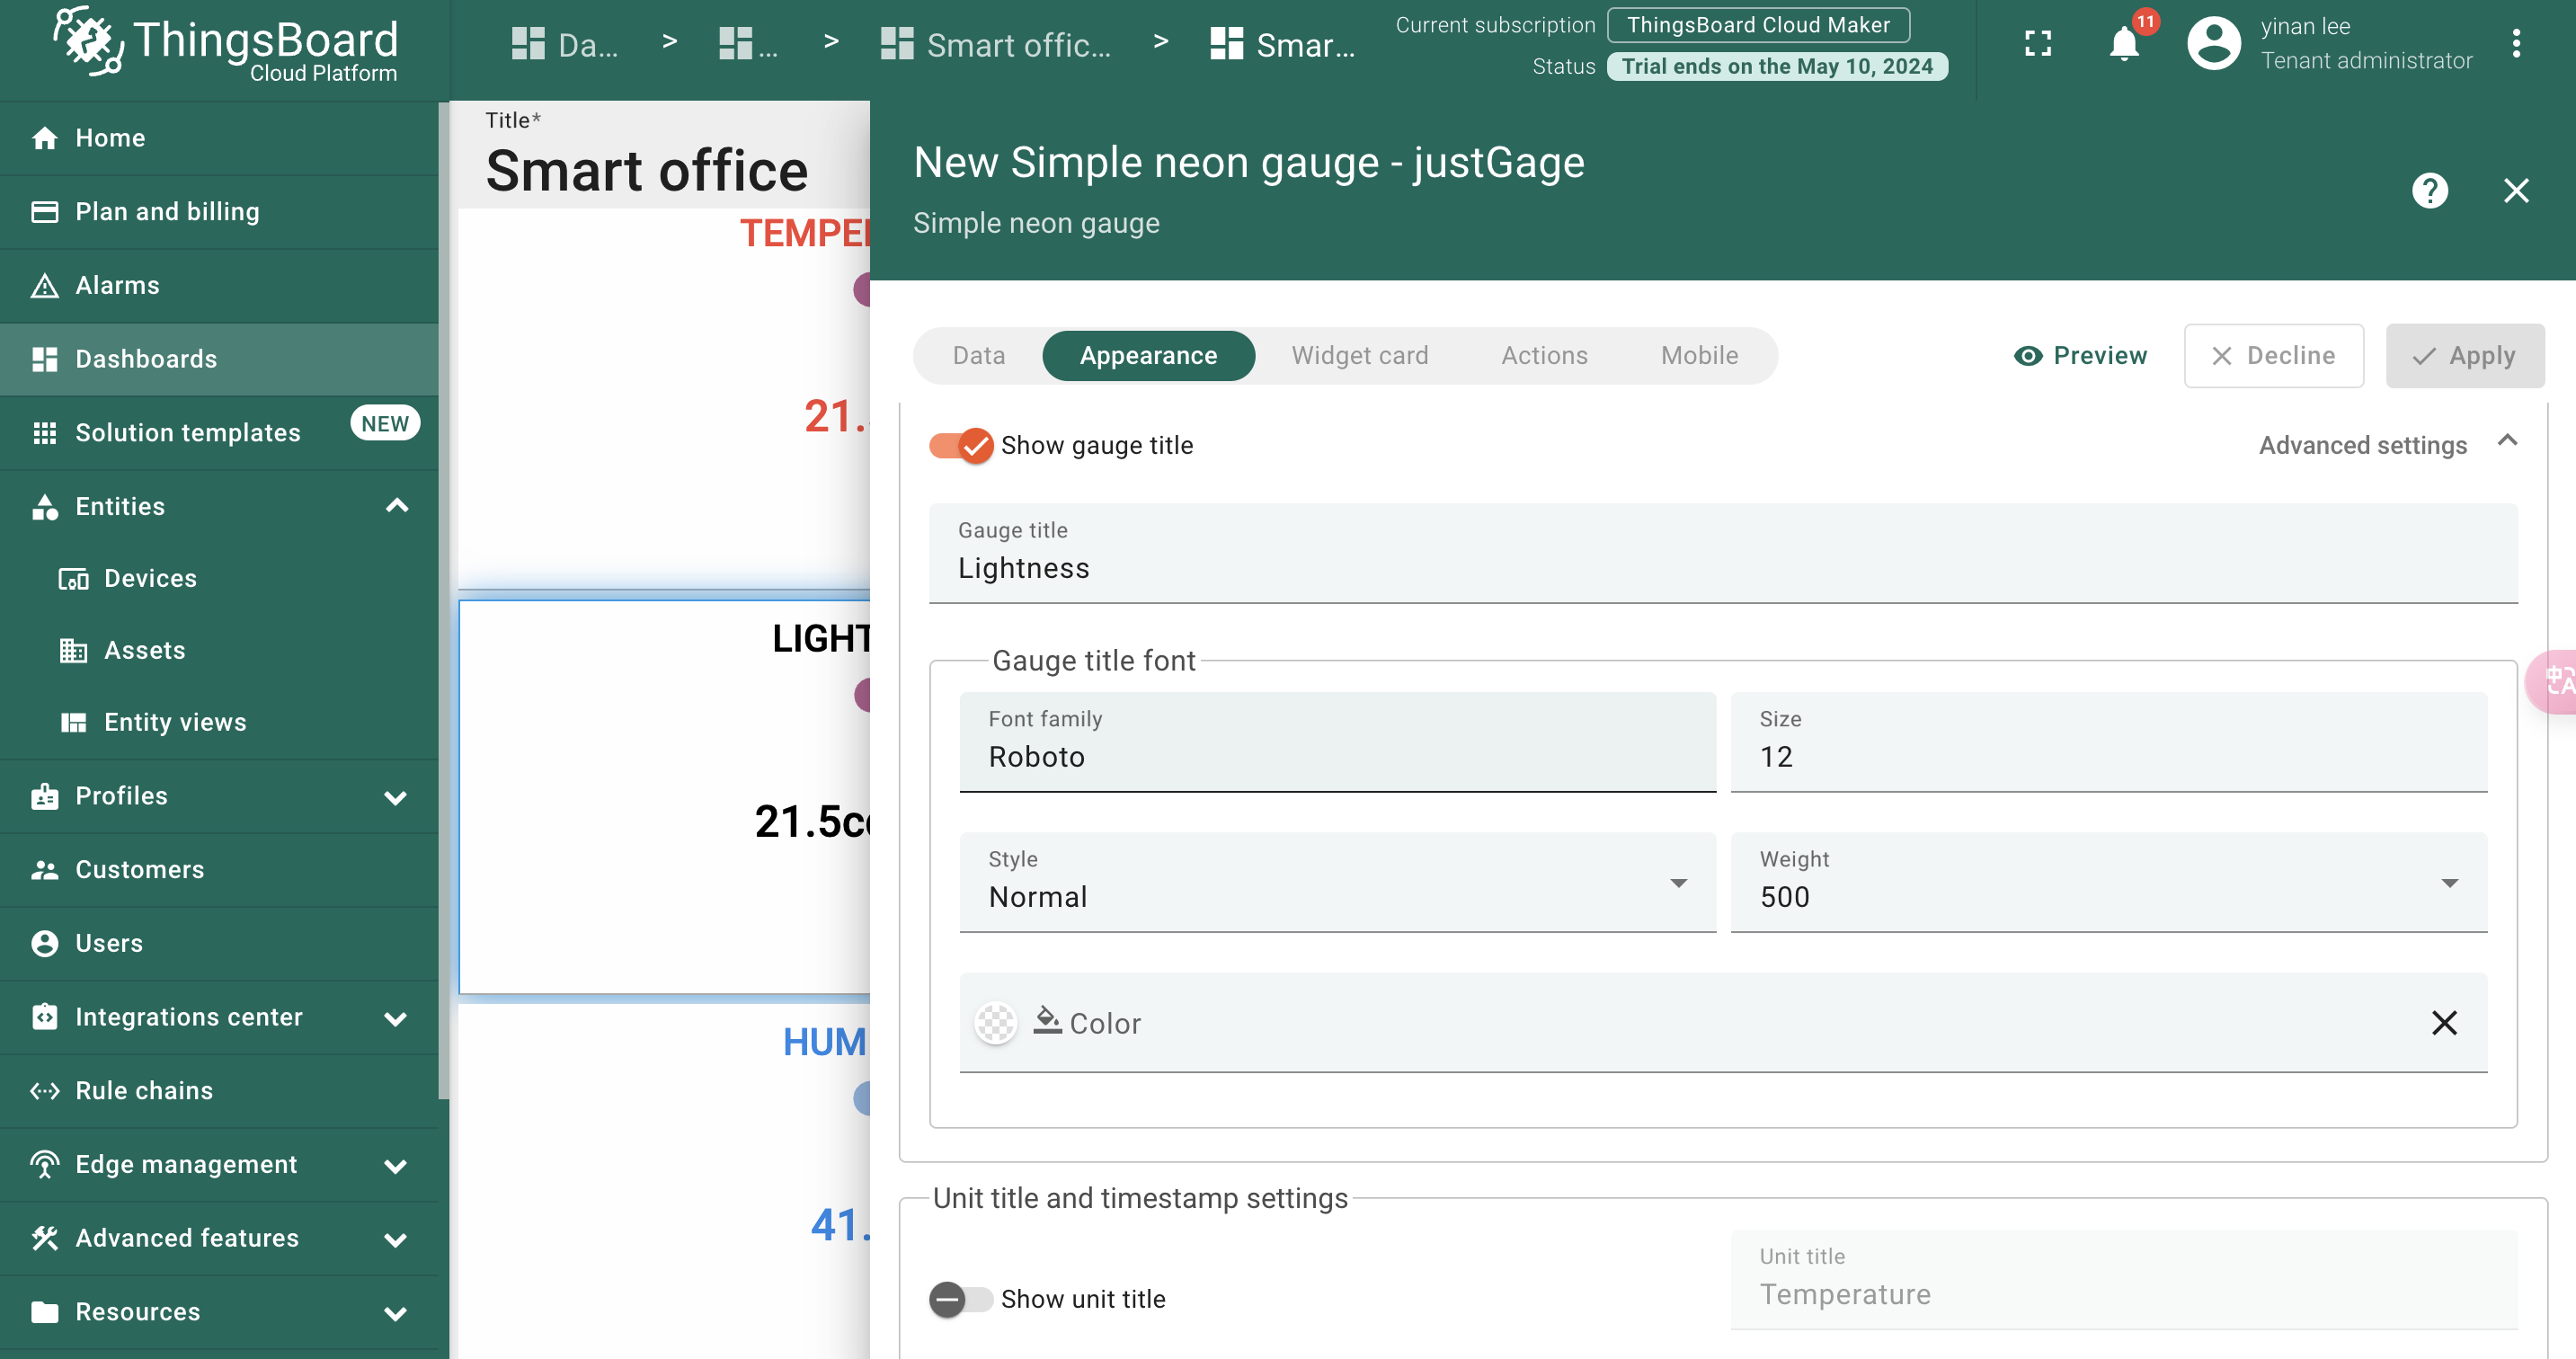 ThingsBoard
Cloud Platform
Da...
>
...
>
Smart offic...
>
Smar...
Current subscription
ThingsBoard Cloud Maker
Status
Trial ends on the May 10, 2024
11
yinan lee
Tenant administrator
Home
Plan and billing
Alarms
Dashboards
Solution templates
NEW
Entities
Devices
Assets
Entity views
Profiles
Customers
Users
Integrations center
Rule chains
Edge management
Advanced features
Resources
Title*
Smart office
TEMPE
21.
LIGHT
21.5c
HUM
41.
New Simple neon gauge - justGage
Simple neon gauge
Data
Appearance
Widget card
Actions
Mobile
Preview
Decline
Apply
Show gauge title
Advanced settings
Gauge title
Lightness
Gauge title font
Font family
Roboto
Size
12
Style
Normal
Weight
500
Color
中A
Unit title and timestamp settings
Show unit title
Unit title
Temperature